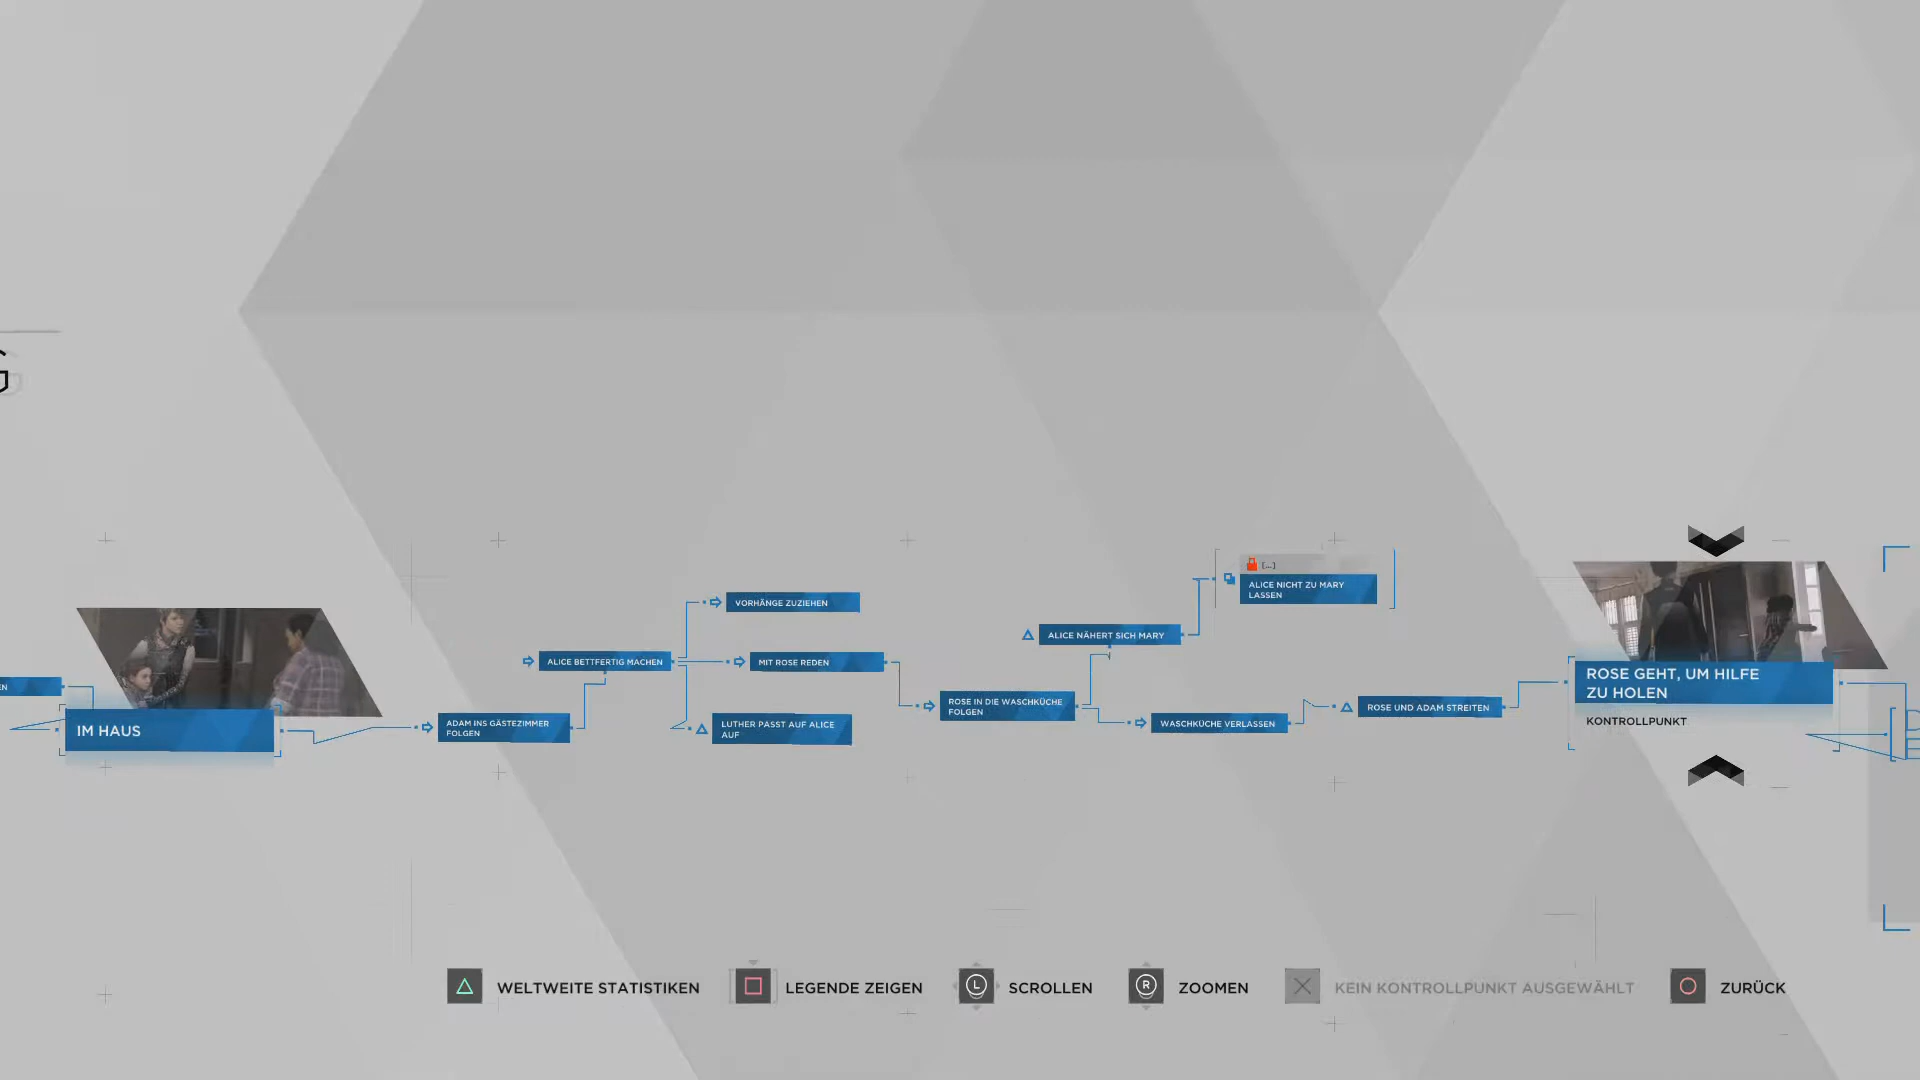 G
EN
IM HAUS
ADAM INS GÄSTEZIMMER
FOLGEN
ALICE BETTFERTIG MACHEN
VORHÄNGE ZUZIEHEN
MIT ROSE REDEN
LUTHER PASST AUF ALICE
AUF
ROSE IN DIE WASCHKÜCHE
FOLGEN
ALICE NÄHERT SICH MARY
[...]
ALICE NICHT ZU MARY
LASSEN
WASCHKÜCHE VERLASSEN
ROSE UND ADAM STREITEN
ROSE GEHT, UM HILFE
ZU HOLEN
KONTROLLPUNKT
WELTWEITE STATISTIKEN
LEGENDE ZEIGEN
L
SCROLLEN
R
ZOOMEN
KEIN KONTROLLPUNKT AUSGEWÄHLT
ZURÜCK